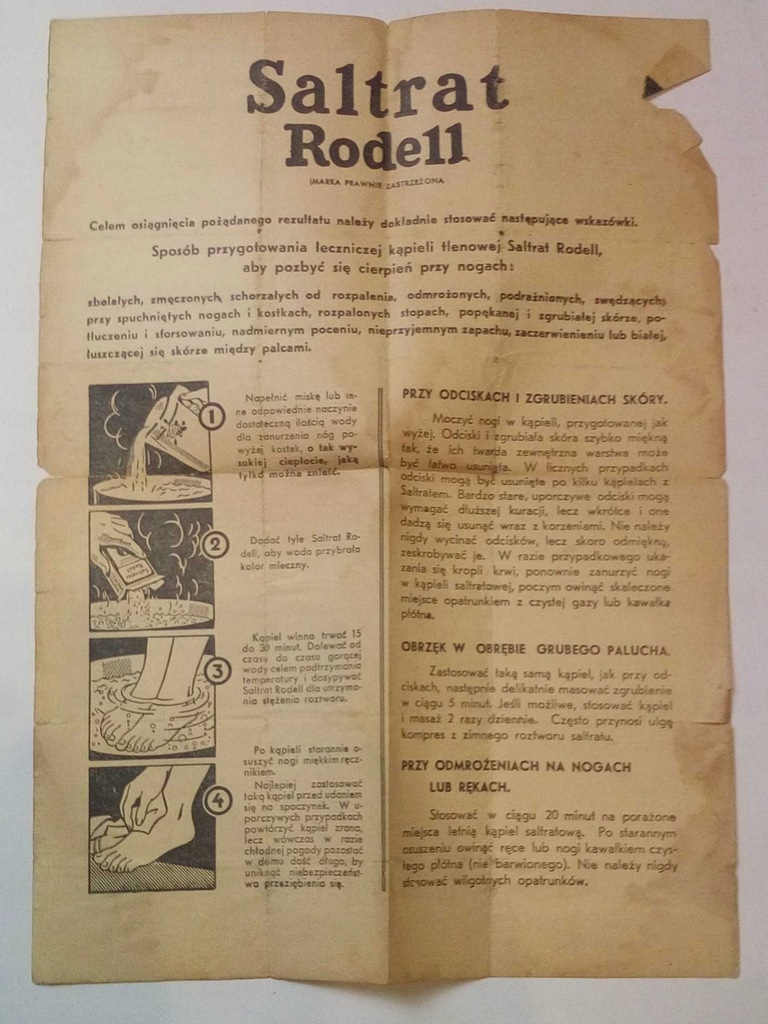 Saltrat
Rodell
(MARKA PRAWNIE ZASTRZEŻONA
Celem osiągnięcia pożądanego rezultatu należy dokładnie stosować następujące wskazówki.
Sposób przygotowania leczniczej kąpieli tlenowej Saltrat Rodell,
aby pozbyć się cierpień przy nogach:
zbolałych, zmęczonych, schorzałych od rozpalenia, odmrożonych, podrażnionych, swędzących;
przy spuchniętych nogach i kostkach, rozpalonych stopach, popękanej i zgrubiałej skórze, po-
tłuczeniu i sforsowaniu, nadmiernym poceniu, nieprzyjemnym zapachu, zaczerwienieniu lub białej,
łuszczącej się skórze między palcami.
1
Napełnić miskę lub in-
ne odpowiednie naczynie
dostateczną ilością wody
dla zanurzenia nóg po-
wyżej kostek, o tak wy-
sokiej ciepłocie, jaką
tylko można znieść.
2
Dodać tyle Saltrat Ro-
dell, aby woda przybrała
kolor mleczny.
Saltrat
Rodell
3
Kąpiel winna trwać 15
do 30 minut. Dolewać od
czasu do czasu gorącej
wody celem podtrzymania
temperatury i dosypywać
Saltrat Rodell dla utrzyma-
nia stężenia roztworu.
4
Po kąpieli starannie o-
suszyć nogi miękkim ręcz-
nikiem.
Najlepiej zastosować
taką kąpiel przed udaniem
się na spoczynek. W u-
porczywych przypadkach
powtórzyć kąpiel zrana,
lecz wówczas w razie
chłodnej pogody pozostać
w domu dość długo, by
uniknąć niebezpieczeńst-
wa przeziębienia się.
PRZY ODCISKACH I ZGRUBIENIACH SKÓRY.
Moczyć nogi w kąpieli, przygotowanej jak
wyżej. Odciski i zgrubiała skóra szybko miękną
tak, że ich twarda zewnętrzna warstwa może
być łatwo usunięta. W licznych przypadkach
odciski mogą być usunięte po kilku kąpielach z
Saltratem. Bardzo stare, uporczywe odciski mogą
wymagać dłuższej kuracji, lecz wkrótce i one
dadzą się usunąć wraz z korzeniami. Nie należy
nigdy wycinać odcisków, lecz skoro odmiękną,
zeskrobywać je. W razie przypadkowego uka-
zania się kropli krwi, ponownie zanurzyć nogi
w kąpieli saltratowej, poczym owinąć skaleczone
miejsce opatrunkiem z czystej gazy lub kawałka
płótna.
OBRZĘK W OBRĘBIE GRUBEGO PALUCHA.
Zastosować taką samą kąpiel, jak przy od-
ciskach, następnie delikatnie masować zgrubienie
w ciągu 5 minut. Jeśli możliwe, stosować kąpiel
i masaż 2 razy dziennie. Często przynosi ulgę
kompres z zimnego roztworu saltratu.
PRZY ODMROŻENIACH NA NOGACH
LUB RĘKACH.
Stosować w ciągu 20 minut na porażone
miejsca letnią kąpiel saltratową. Po starannym
osuszeniu owinąć ręce lub nogi kawałkiem czys-
tego płótna (nie barwionego). Nie należy nigdy
stosować wilgotnych opatrunków.